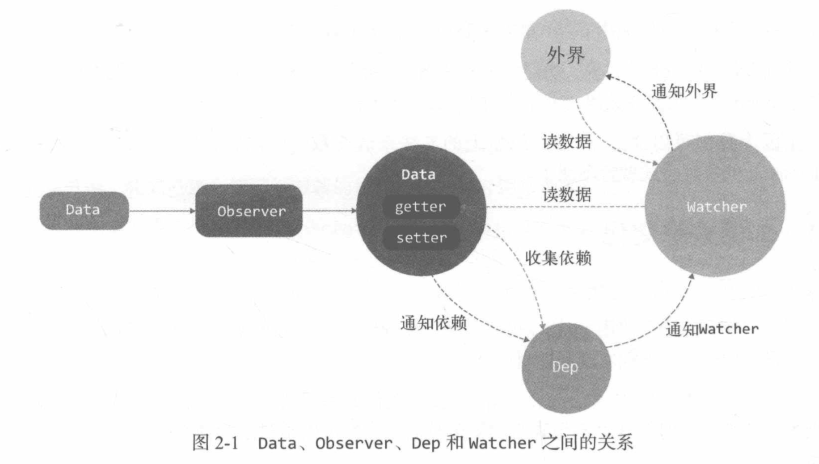 外界
通知外界
读数据
Data
读数据
Data
Observer
getter
Watcher
setter
收集依赖
通知依赖
通知Watcher
Dep
图 2-1 Data、Observer、Dep 和 Watcher 之间的关系